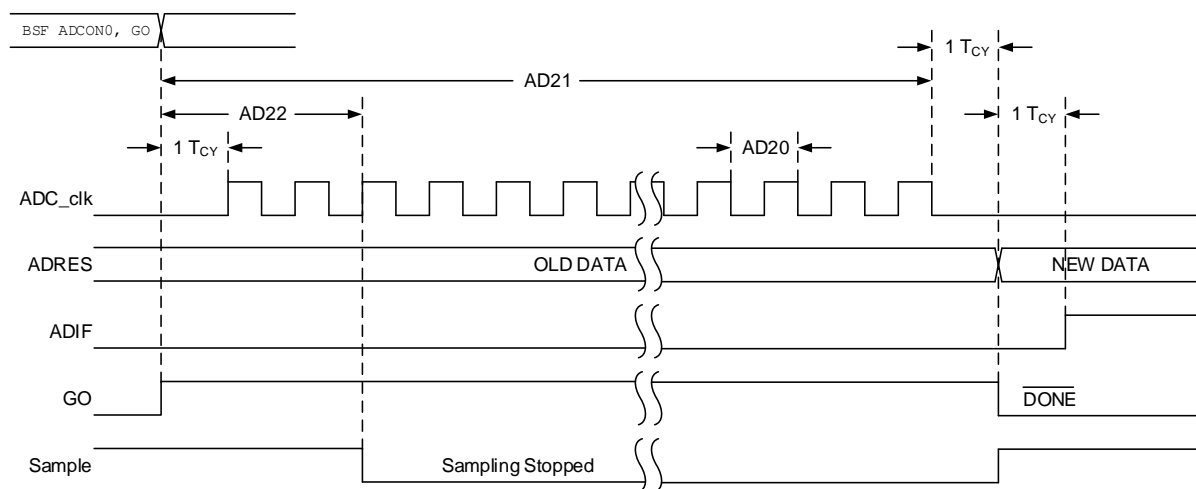 BSF ADCON0, GO
1 TCY
AD21
AD22
1 TCY
1 TCY
AD20
ADC_clk
ADRES
OLD DATA
NEW DATA
ADIF
GO
DONE
Sample
Sampling Stopped